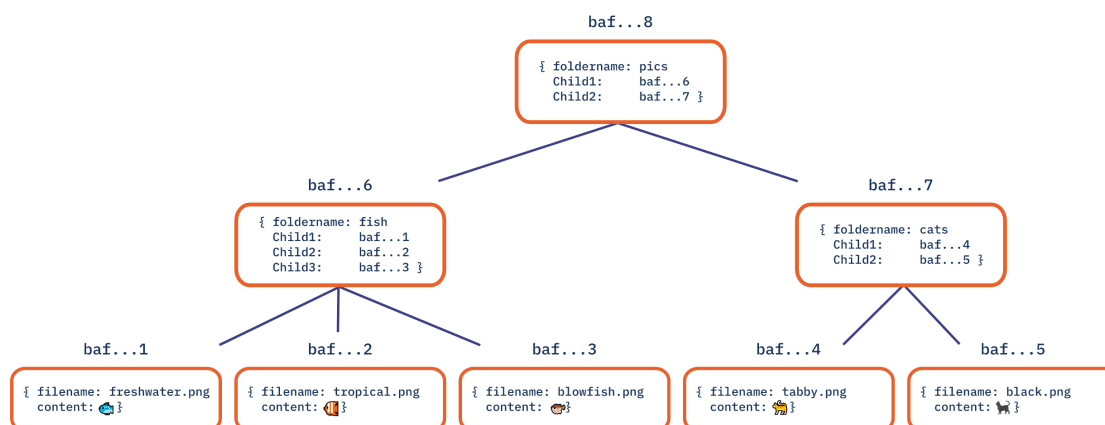 baf...8
{ foldername: pics
Child1: baf...6
Child2: baf...7 }
baf...6
baf...7
{ foldername: fish
Child1: baf...1
Child2: baf...2
Child3: baf...3 }
{ foldername: cats
Child1: baf...4
Child2: baf...5 }
baf...1
baf...2
baf...3
baf...4
baf...5
{ filename: freshwater.png
content: }
{ filename: tropical.png
content: }
{ filename: blowfish.png
content: }
{ filename: tabby.png
content: }
{ filename: black.png
content: }